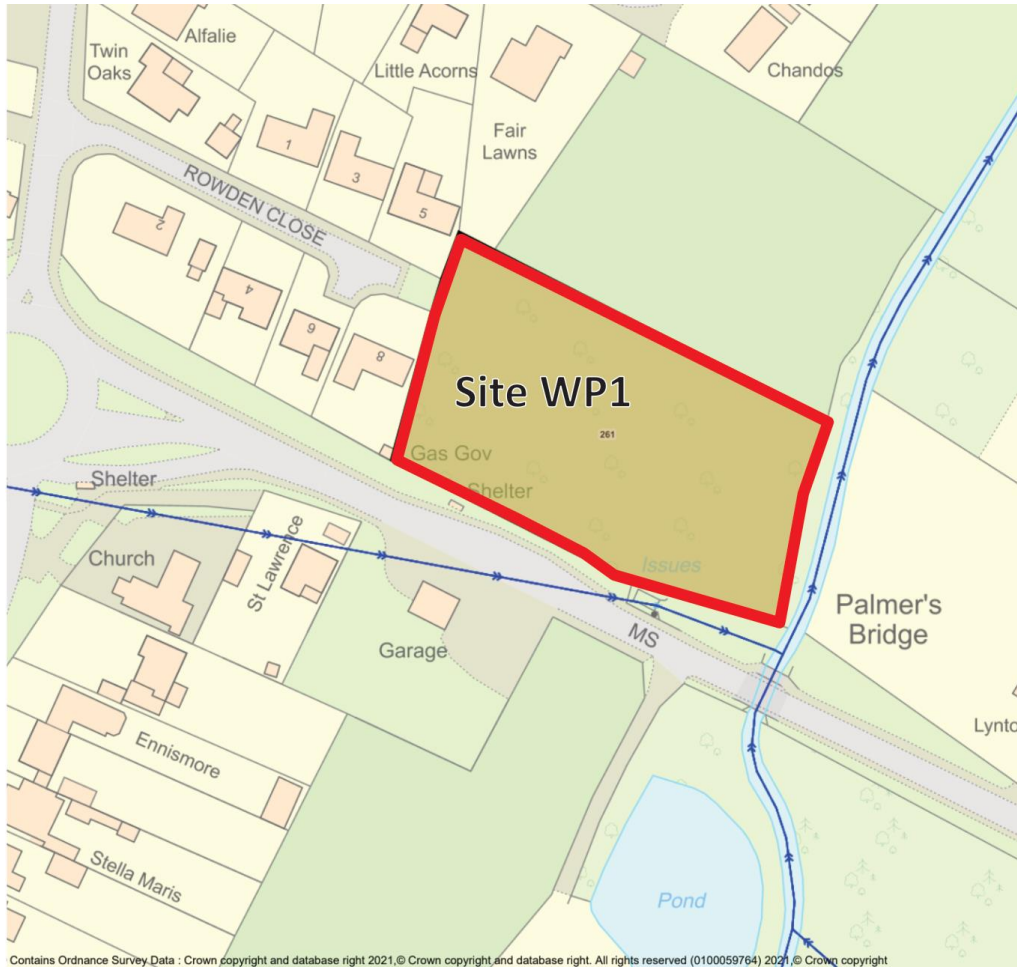 Alfalie
Twin
Oaks
Little Acorns
Chandos
Fair
Lawns
1
3
5
ROWDEN CLOSE
2
4
6
8
Site WP1
261
Gas Gov
Shelter
Shelter
Church
St Lawrence
Issues
Palmer's
Bridge
MS
Garage
Lynto
Ennismore
Stella Maris
Pond
Contains Ordnance Survey Data : Crown copyright and database right 2021,© Crown copyright and database right. All rights reserved (0100059764) 2021,© Crown copyright